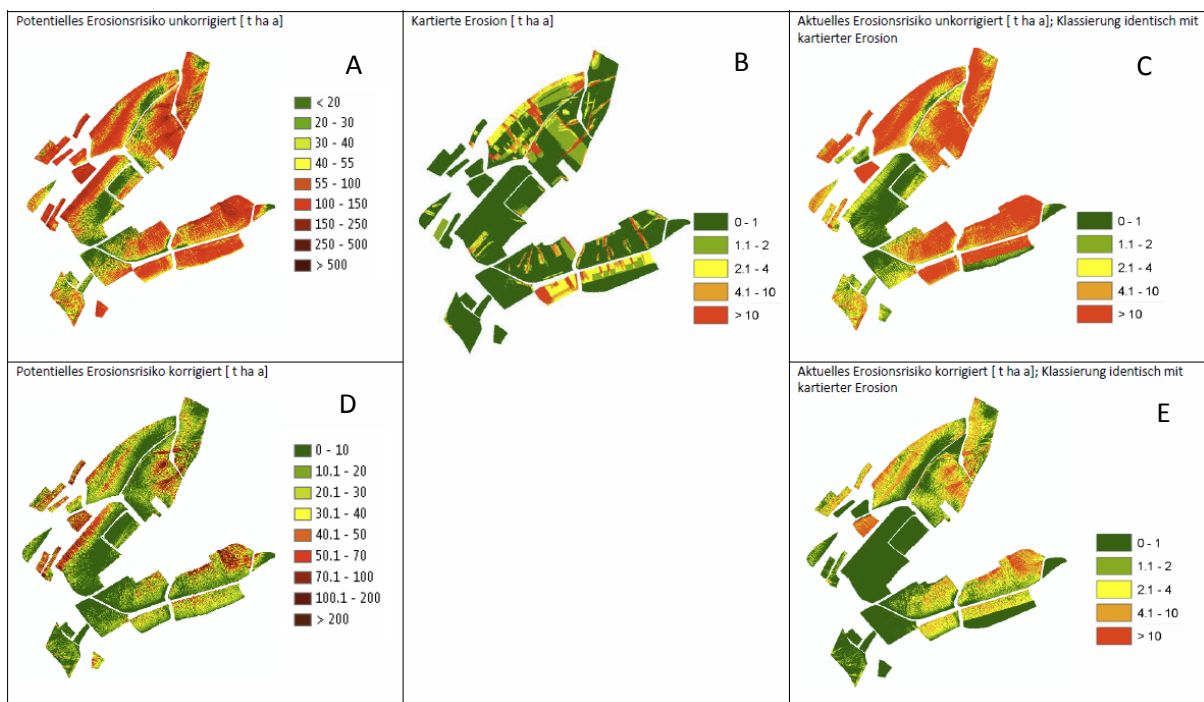 Potentielles Erosionsrisiko unkorrigiert [ t ha a]
A
< 20
20 - 30
30 - 40
40 - 55
55 - 100
100 - 150
150 - 250
250 - 500
> 500
Kartierte Erosion [ t ha a]
B
0 - 1
1.1 - 2
2.1 - 4
4.1 - 10
> 10
Aktuelles Erosionsrisiko unkorrigiert [ t ha a]; Klassierung identisch mit
kartierter Erosion
C
0 - 1
1.1 - 2
2.1 - 4
4.1 - 10
> 10
Potentielles Erosionsrisiko korrigiert [ t ha a]
D
0 - 10
10.1 - 20
20.1 - 30
30.1 - 40
40.1 - 50
50.1 - 70
70.1 - 100
100.1 - 200
> 200
Aktuelles Erosionsrisiko korrigiert [ t ha a]; Klassierung identisch mit
kartierter Erosion
E
0 - 1
1.1 - 2
2.1 - 4
4.1 - 10
> 10